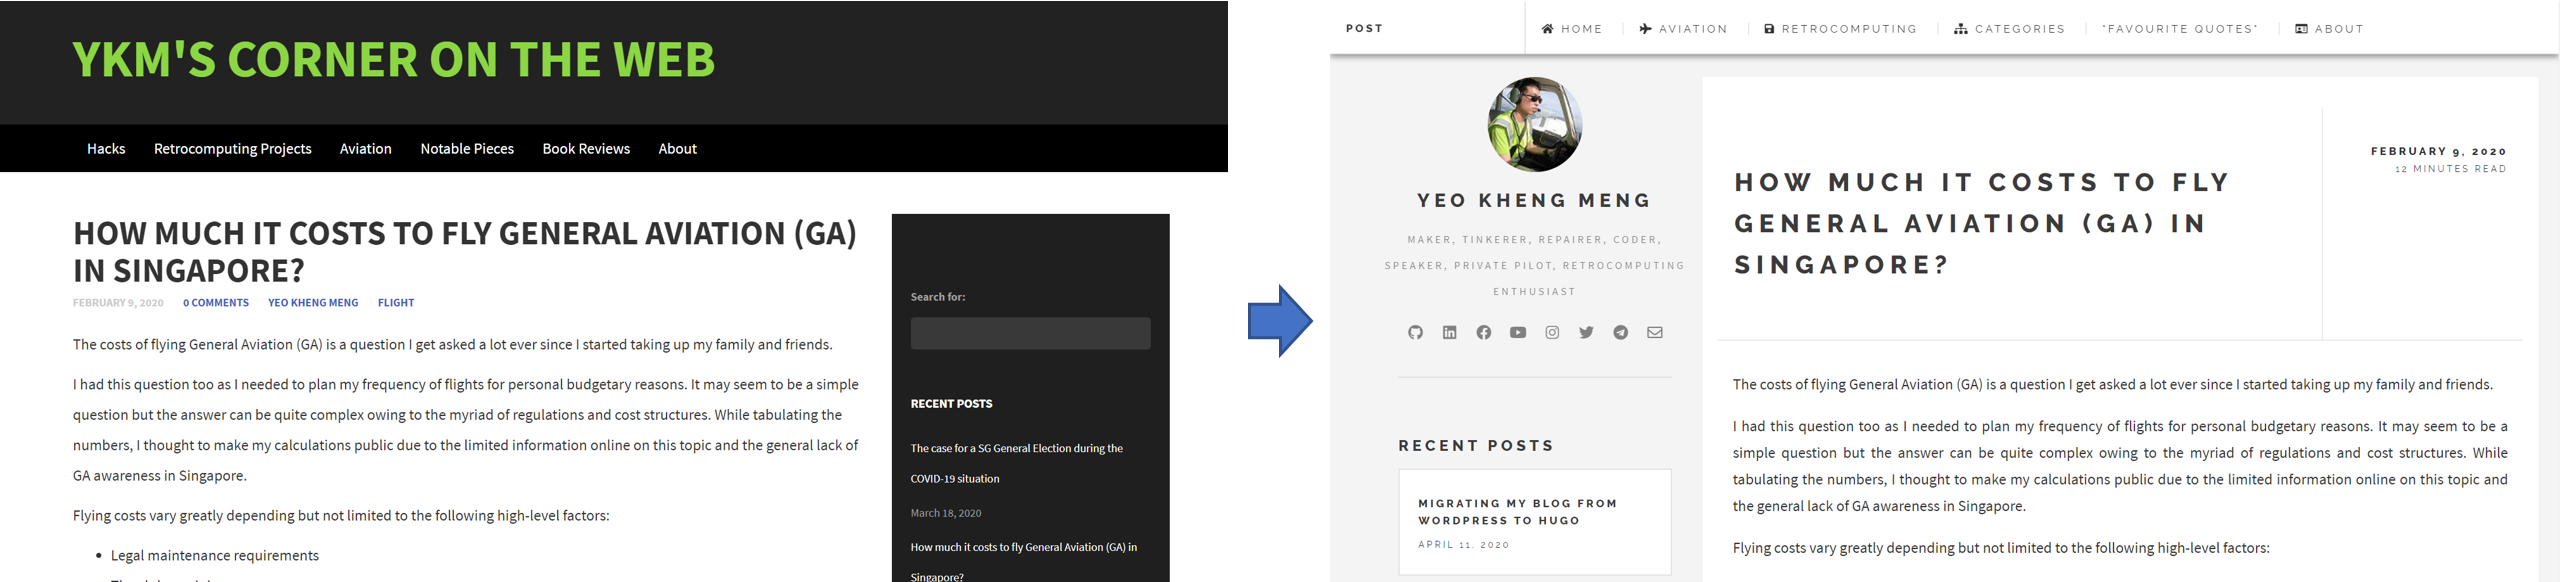 YKM'S CORNER ON THE WEB
Hacks Retrocomputing Projects Aviation Notable Pieces Book Reviews About
HOW MUCH IT COSTS TO FLY GENERAL AVIATION (GA)
IN SINGAPORE?
FEBRUARY 9, 2020 0 COMMENTS YEO KHENG MENG FLIGHT
The costs of flying General Aviation (GA) is a question I get asked a lot ever since I started taking up my family and friends.
I had this question too as I needed to plan my frequency of flights for personal budgetary reasons. It may seem to be a simple
question but the answer can be quite complex owing to the myriad of regulations and cost structures. While tabulating the
numbers, I thought to make my calculations public due to the limited information online on this topic and the general lack of
GA awareness in Singapore.
Flying costs vary greatly depending but not limited to the following high-level factors:
• Legal maintenance requirements
Search for:
RECENT POSTS
The case for a SG General Election during the
COVID-19 situation
March 18, 2020
How much it costs to fly General Aviation (GA) in
Singapore?
POST
HOME AVIATION RETROCOMPUTING CATEGORIES "FAVOURITE QUOTES" ABOUT
YEO KHENG MENG
MAKER, TINKERER, REPAIRER, CODER,
SPEAKER, PRIVATE PILOT, RETROCOMPUTING
ENTHUSIAST
RECENT POSTS
MIGRATING MY BLOG FROM
WORDPRESS TO HUGO
APRIL 11, 2020
HOW MUCH IT COSTS TO FLY
GENERAL AVIATION (GA) IN
SINGAPORE?
FEBRUARY 9, 2020
12 MINUTES READ
The costs of flying General Aviation (GA) is a question I get asked a lot ever since I started taking up my family and friends.
I had this question too as I needed to plan my frequency of flights for personal budgetary reasons. It may seem to be a
simple question but the answer can be quite complex owing to the myriad of regulations and cost structures. While
tabulating the numbers, I thought to make my calculations public due to the limited information online on this topic and
the general lack of GA awareness in Singapore.
Flying costs vary greatly depending but not limited to the following high-level factors: